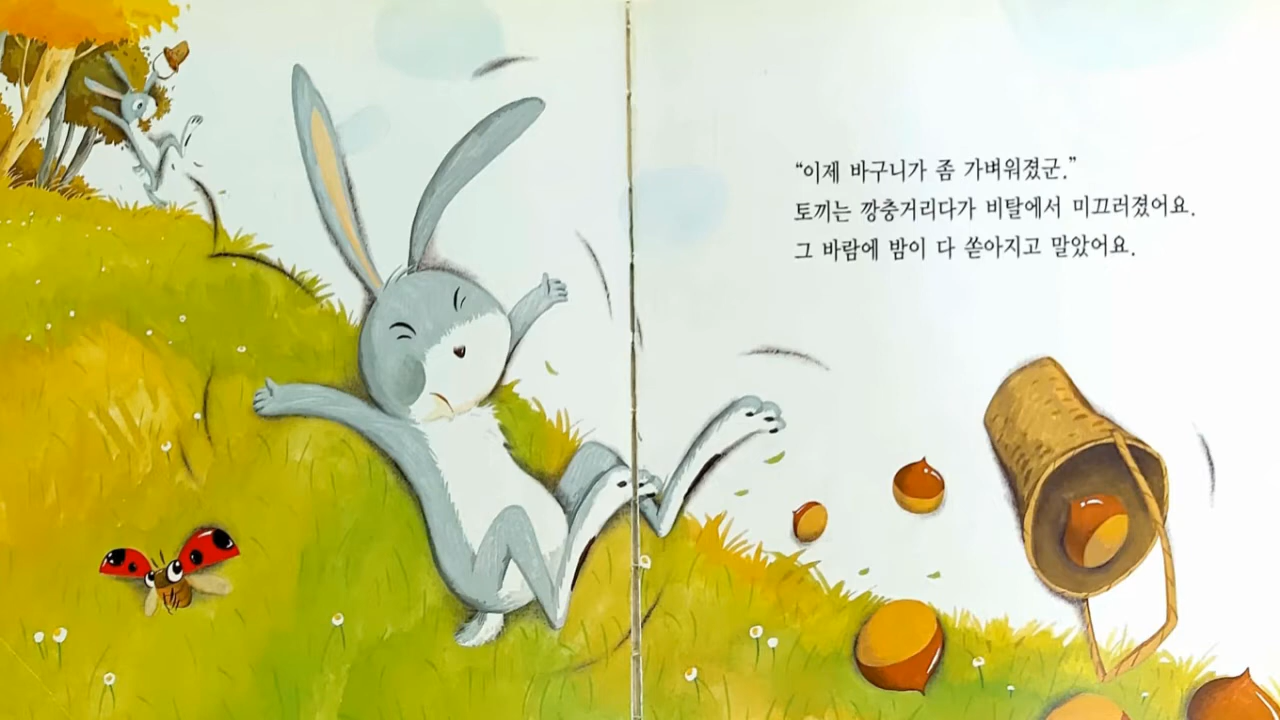 “이제 바구니가 좀 가벼워졌군.”
토끼는 깡충거리다가 비탈에서 미끄러졌어요.
그 바람에 밤이 다 쏟아지고 말았어요.